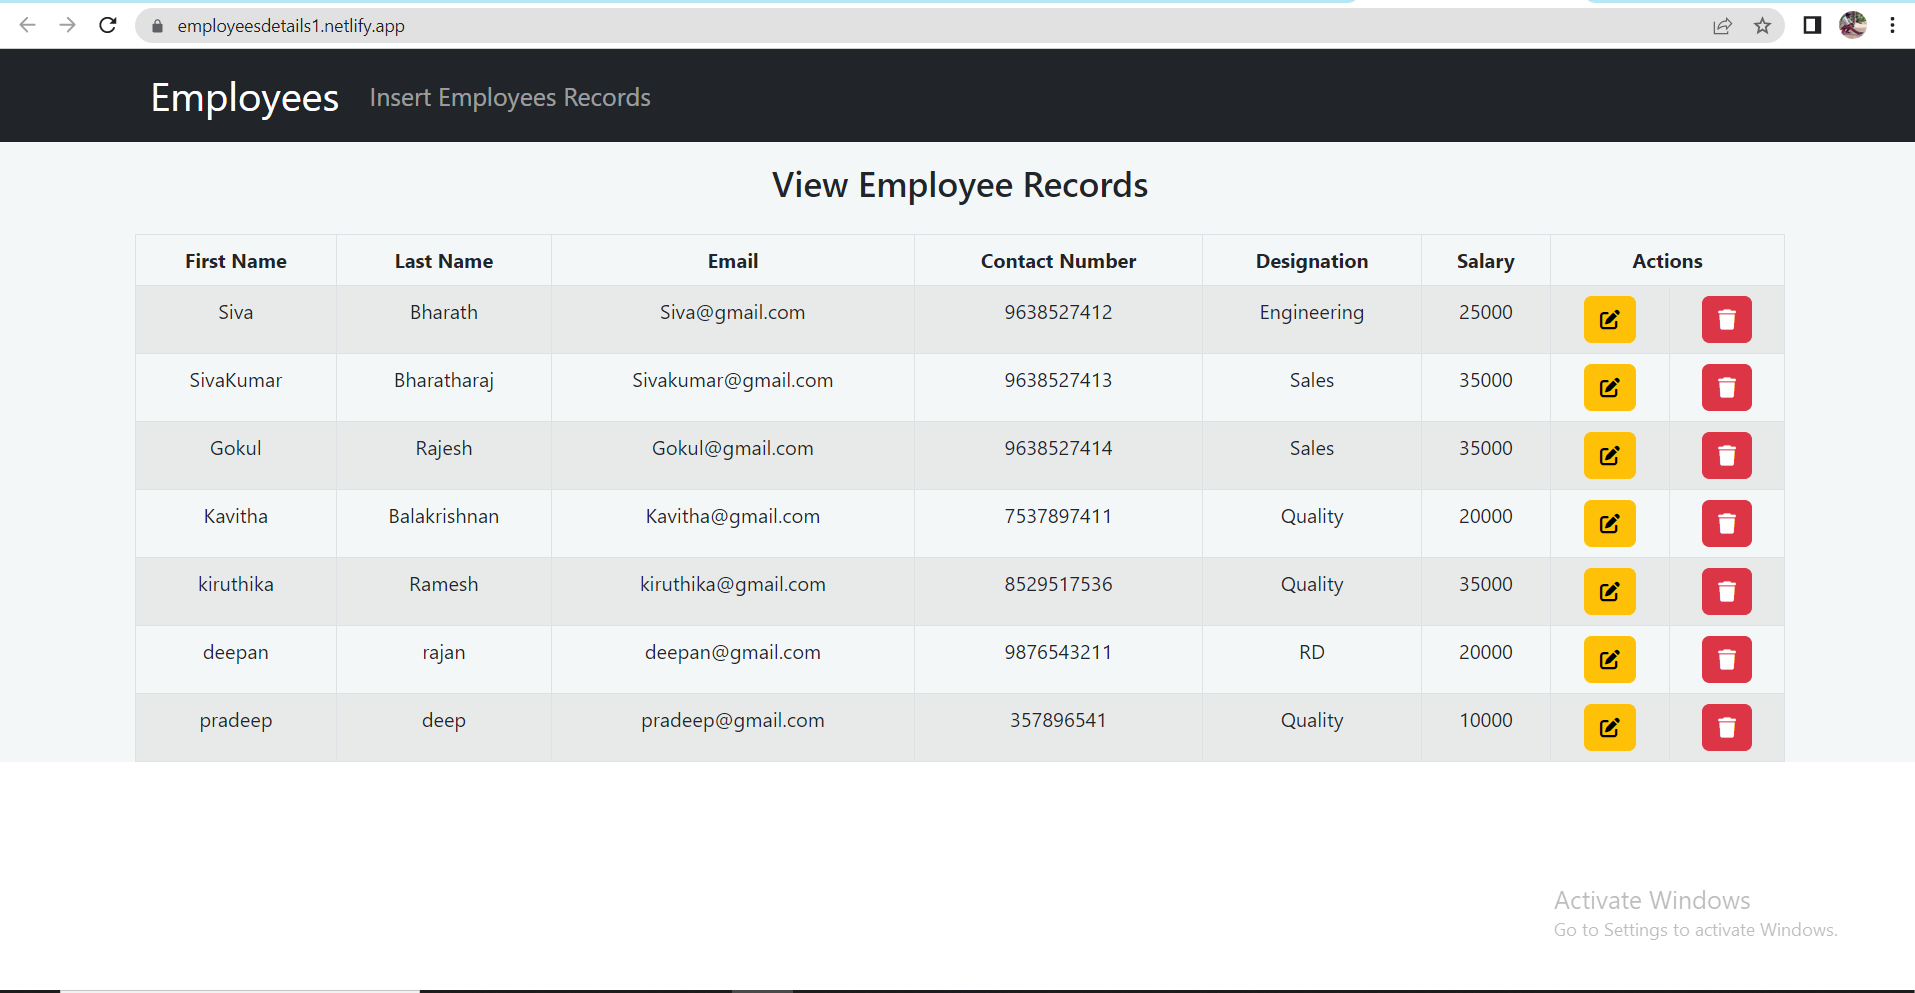 employeesdetails1.netlify.app
Employees Insert Employees Records
View Employee Records
First Name Last Name Email Contact Number Designation Salary Actions
Siva Bharath Siva@gmail.com 9638527412 Engineering 25000
SivaKumar Bharatharaj Sivakumar@gmail.com 9638527413 Sales 35000
Gokul Rajesh Gokul@gmail.com 9638527414 Sales 35000
Kavitha Balakrishnan Kavitha@gmail.com 7537897411 Quality 20000
kiruthika Ramesh kiruthika@gmail.com 8529517536 Quality 35000
deepan rajan deepan@gmail.com 9876543211 RD 20000
pradeep deep pradeep@gmail.com 357896541 Quality 10000
Activate Windows
Go to Settings to activate Windows.